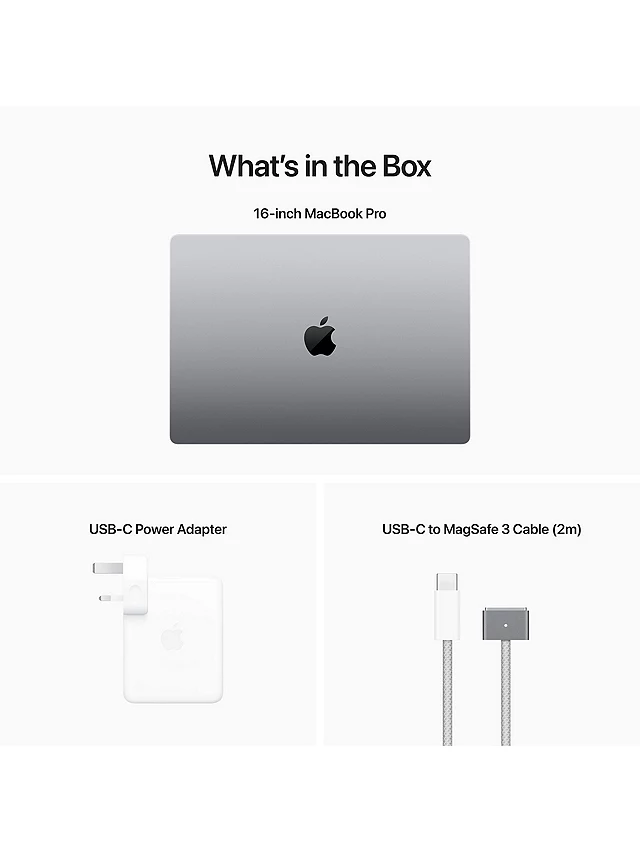 What's in the Box
16-inch MacBook Pro
USB-C Power Adapter
USB-C to MagSafe 3 Cable (2m)